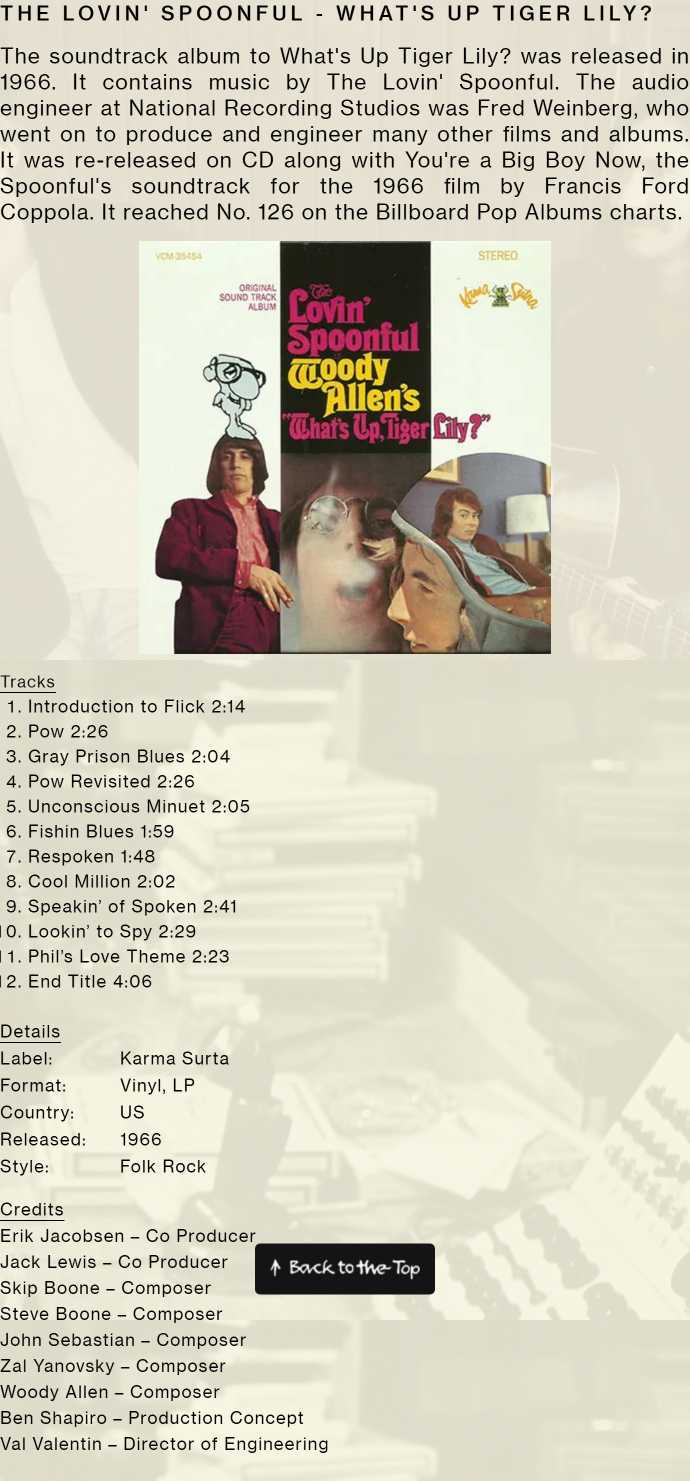 THE LOVIN' SPOONFUL - WHAT'S UP TIGER LILY?
The soundtrack album to What's Up Tiger Lily? was released in
1966. It contains music by The Lovin' Spoonful. The audio
engineer at National Recording Studios was Fred Weinberg, who
went on to produce and engineer many other films and albums.
It was re-released on CD along with You're a Big Boy Now, the
Spoonful's soundtrack for the 1966 film by Francis Ford
Coppola. It reached No. 126 on the Billboard Pop Albums charts.
VCM-35454
STEREO
ORIGINAL
SOUND TRACK
ALBUM
Kama Sutra
The
Lovin'
Spoonful
Woody
Allen's
"What's Up, Tiger Lily?"
Tracks
1. Introduction to Flick 2:14
2. Pow 2:26
3. Gray Prison Blues 2:04
4. Pow Revisited 2:26
5. Unconscious Minuet 2:05
6. Fishin Blues 1:59
7. Respoken 1:48
8. Cool Million 2:02
9. Speakin’ of Spoken 2:41
10. Lookin’ to Spy 2:29
11. Phil’s Love Theme 2:23
12. End Title 4:06
Details
Label: Karma Surta
Format: Vinyl, LP
Country: US
Released: 1966
Style: Folk Rock
Credits
Erik Jacobsen – Co Producer
Jack Lewis – Co Producer
↑ Back to the Top
Skip Boone – Composer
Steve Boone – Composer
John Sebastian – Composer
Zal Yanovsky – Composer
Woody Allen – Composer
Ben Shapiro – Production Concept
Val Valentin – Director of Engineering